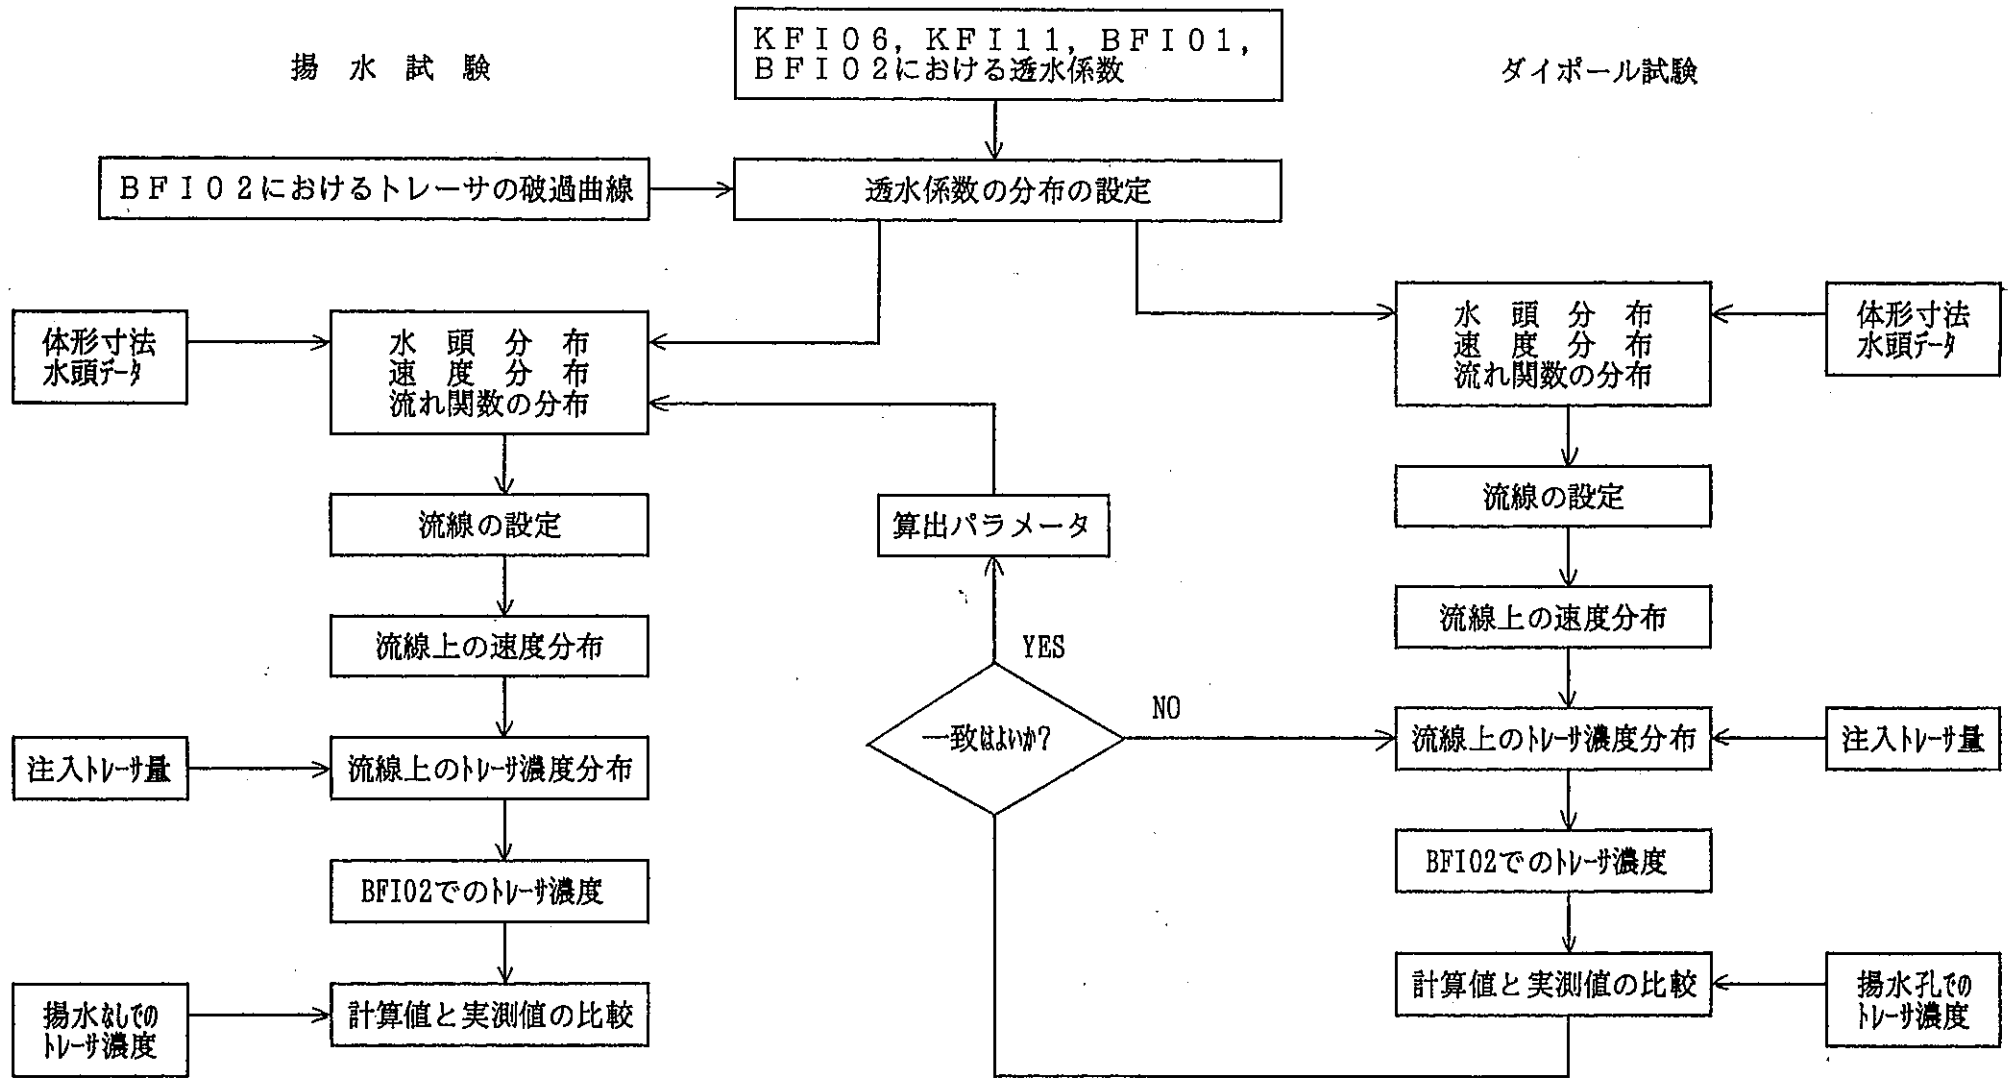 揚水試験
KFI06, KFI11, BFI01,
BFI02における透水係数
ダイポール試験
BFI02におけるトレーサの破過曲線
透水係数の分布の設定
体形寸法
水頭データ
水頭分布
速度分布
流れ関数の分布
水頭分布
速度分布
流れ関数の分布
体形寸法
水頭データ
流線の設定
算出パラメータ
流線の設定
流線上の速度分布
YES
流線上の速度分布
注入トレーサ量
流線上のトレーサ濃度分布
一致はよいか?
NO
流線上のトレーサ濃度分布
注入トレーサ量
BFI02でのトレーサ濃度
BFI02でのトレーサ濃度
揚水なしでの
トレーサ濃度
計算値と実測値の比較
計算値と実測値の比較
揚水孔での
トレーサ濃度